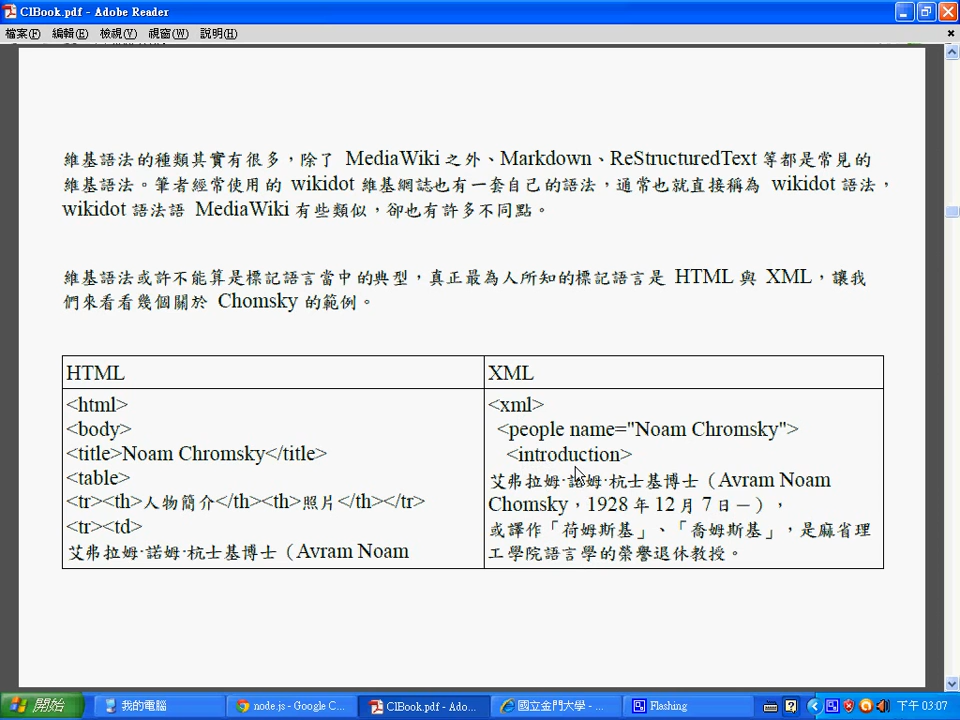 ClBook.pdf - Adobe Reader
檔案(F) 編輯(E) 檢視(V) 視窗(W) 說明(H)
維基語法的種類其實有很多，除了 MediaWiki 之外、Markdown、ReStructuredText 等都是常見的
維基語法。筆者經常使用的 wikidot 維基網誌也有一套自己的語法，通常也就直接稱為 wikidot 語法，
wikidot 語法語 MediaWiki 有些類似，卻也有許多不同點。
維基語法或許不能算是標記語言當中的典型，真正最為人所知的標記語言是 HTML 與 XML，讓我
們來看看幾個關於 Chomsky 的範例。
HTML
<html>
<body>
<title>Noam Chromsky</title>
<table>
<tr><th>人物簡介</th><th>照片</th></tr>
<tr><td>
艾弗拉姆·諾姆·杭士基博士（Avram Noam
XML
<xml>
<people name="Noam Chromsky">
<introduction>
艾弗拉姆·諾姆·杭士基博士（Avram Noam
Chomsky，1928 年 12 月 7 日－），
或譯作「荷姆斯基」、「喬姆斯基」，是麻省理
工學院語言學的榮譽退休教授。
開始 我的電腦 node.js - Google C... ClBook.pdf - Ado... 國立金門大學 - ... Flashing 下午 03:07